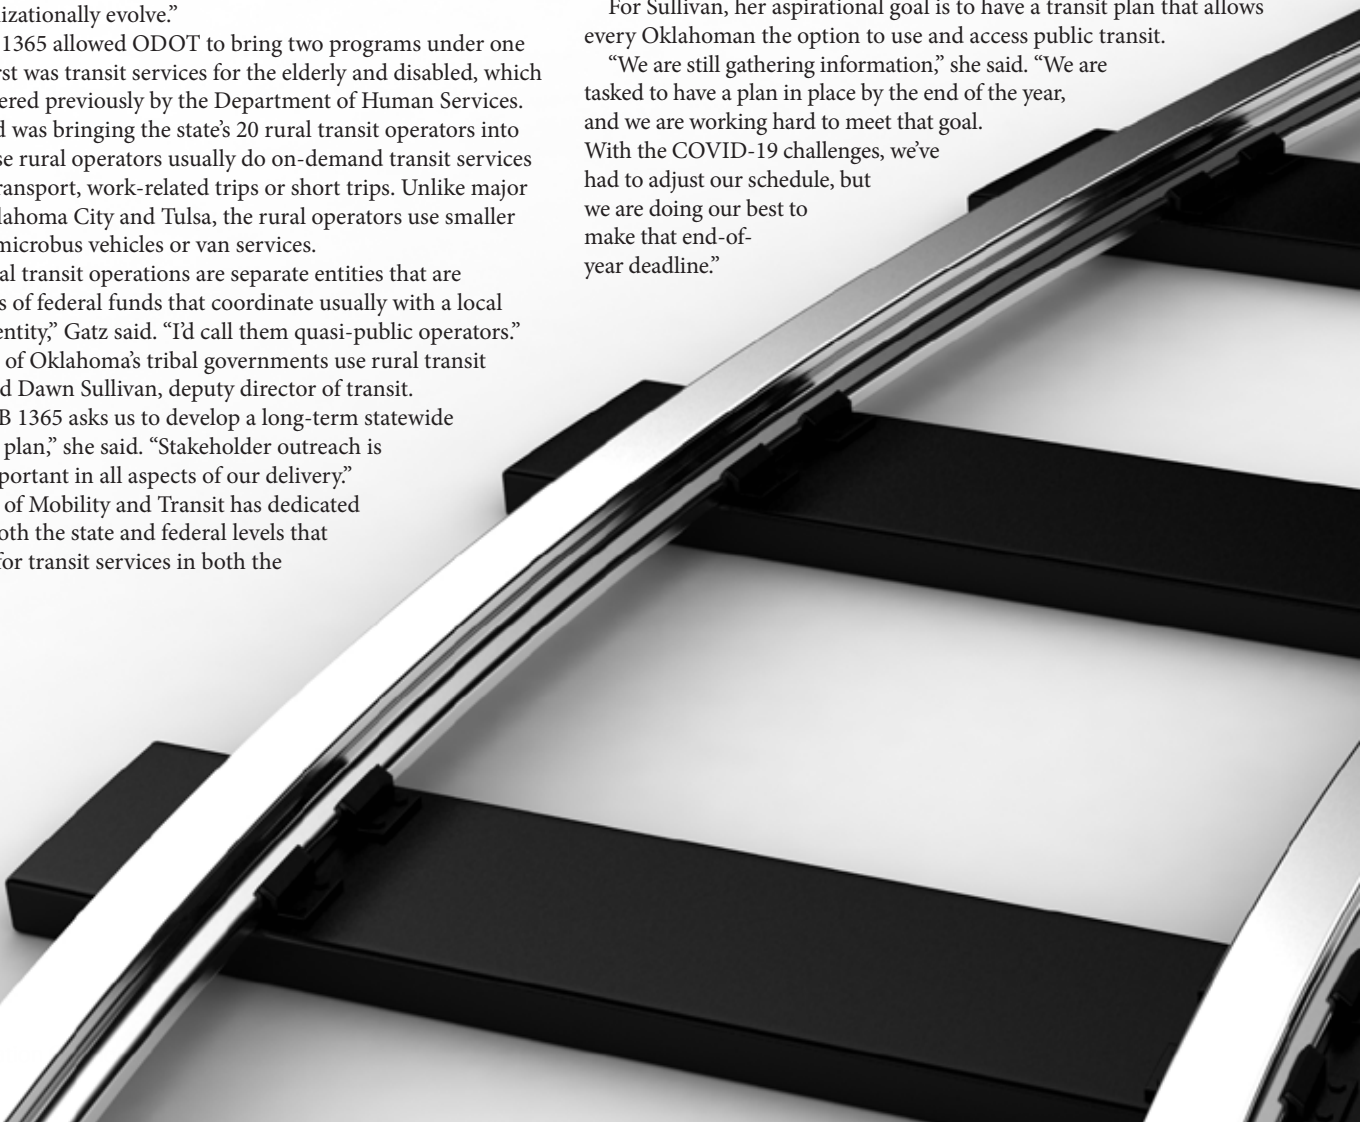 izationally evolve.”
1365 allowed ODOT to bring two programs under one
rst was transit services for the elderly and disabled, which
ered previously by the Department of Human Services.
d was bringing the state’s 20 rural transit operators into
se rural operators usually do on-demand transit services
ransport, work-related trips or short trips. Unlike major
lahoma City and Tulsa, the rural operators use smaller
microbus vehicles or van services.
al transit operations are separate entities that are
s of federal funds that coordinate usually with a local
entity,” Gatz said. “I’d call them quasi-public operators.”
of Oklahoma’s tribal governments use rural transit
d Dawn Sullivan, deputy director of transit.
B 1365 asks us to develop a long-term statewide
plan,” she said. “Stakeholder outreach is
portant in all aspects of our delivery.”
of Mobility and Transit has dedicated
oth the state and federal levels that
for transit services in both the
For Sullivan, her aspirational goal is to have a transit plan that allows
every Oklahoman the option to use and access public transit.
“We are still gathering information,” she said. “We are
tasked to have a plan in place by the end of the year,
and we are working hard to meet that goal.
With the COVID-19 challenges, we’ve
had to adjust our schedule, but
we are doing our best to
make that end-of-
year deadline.”